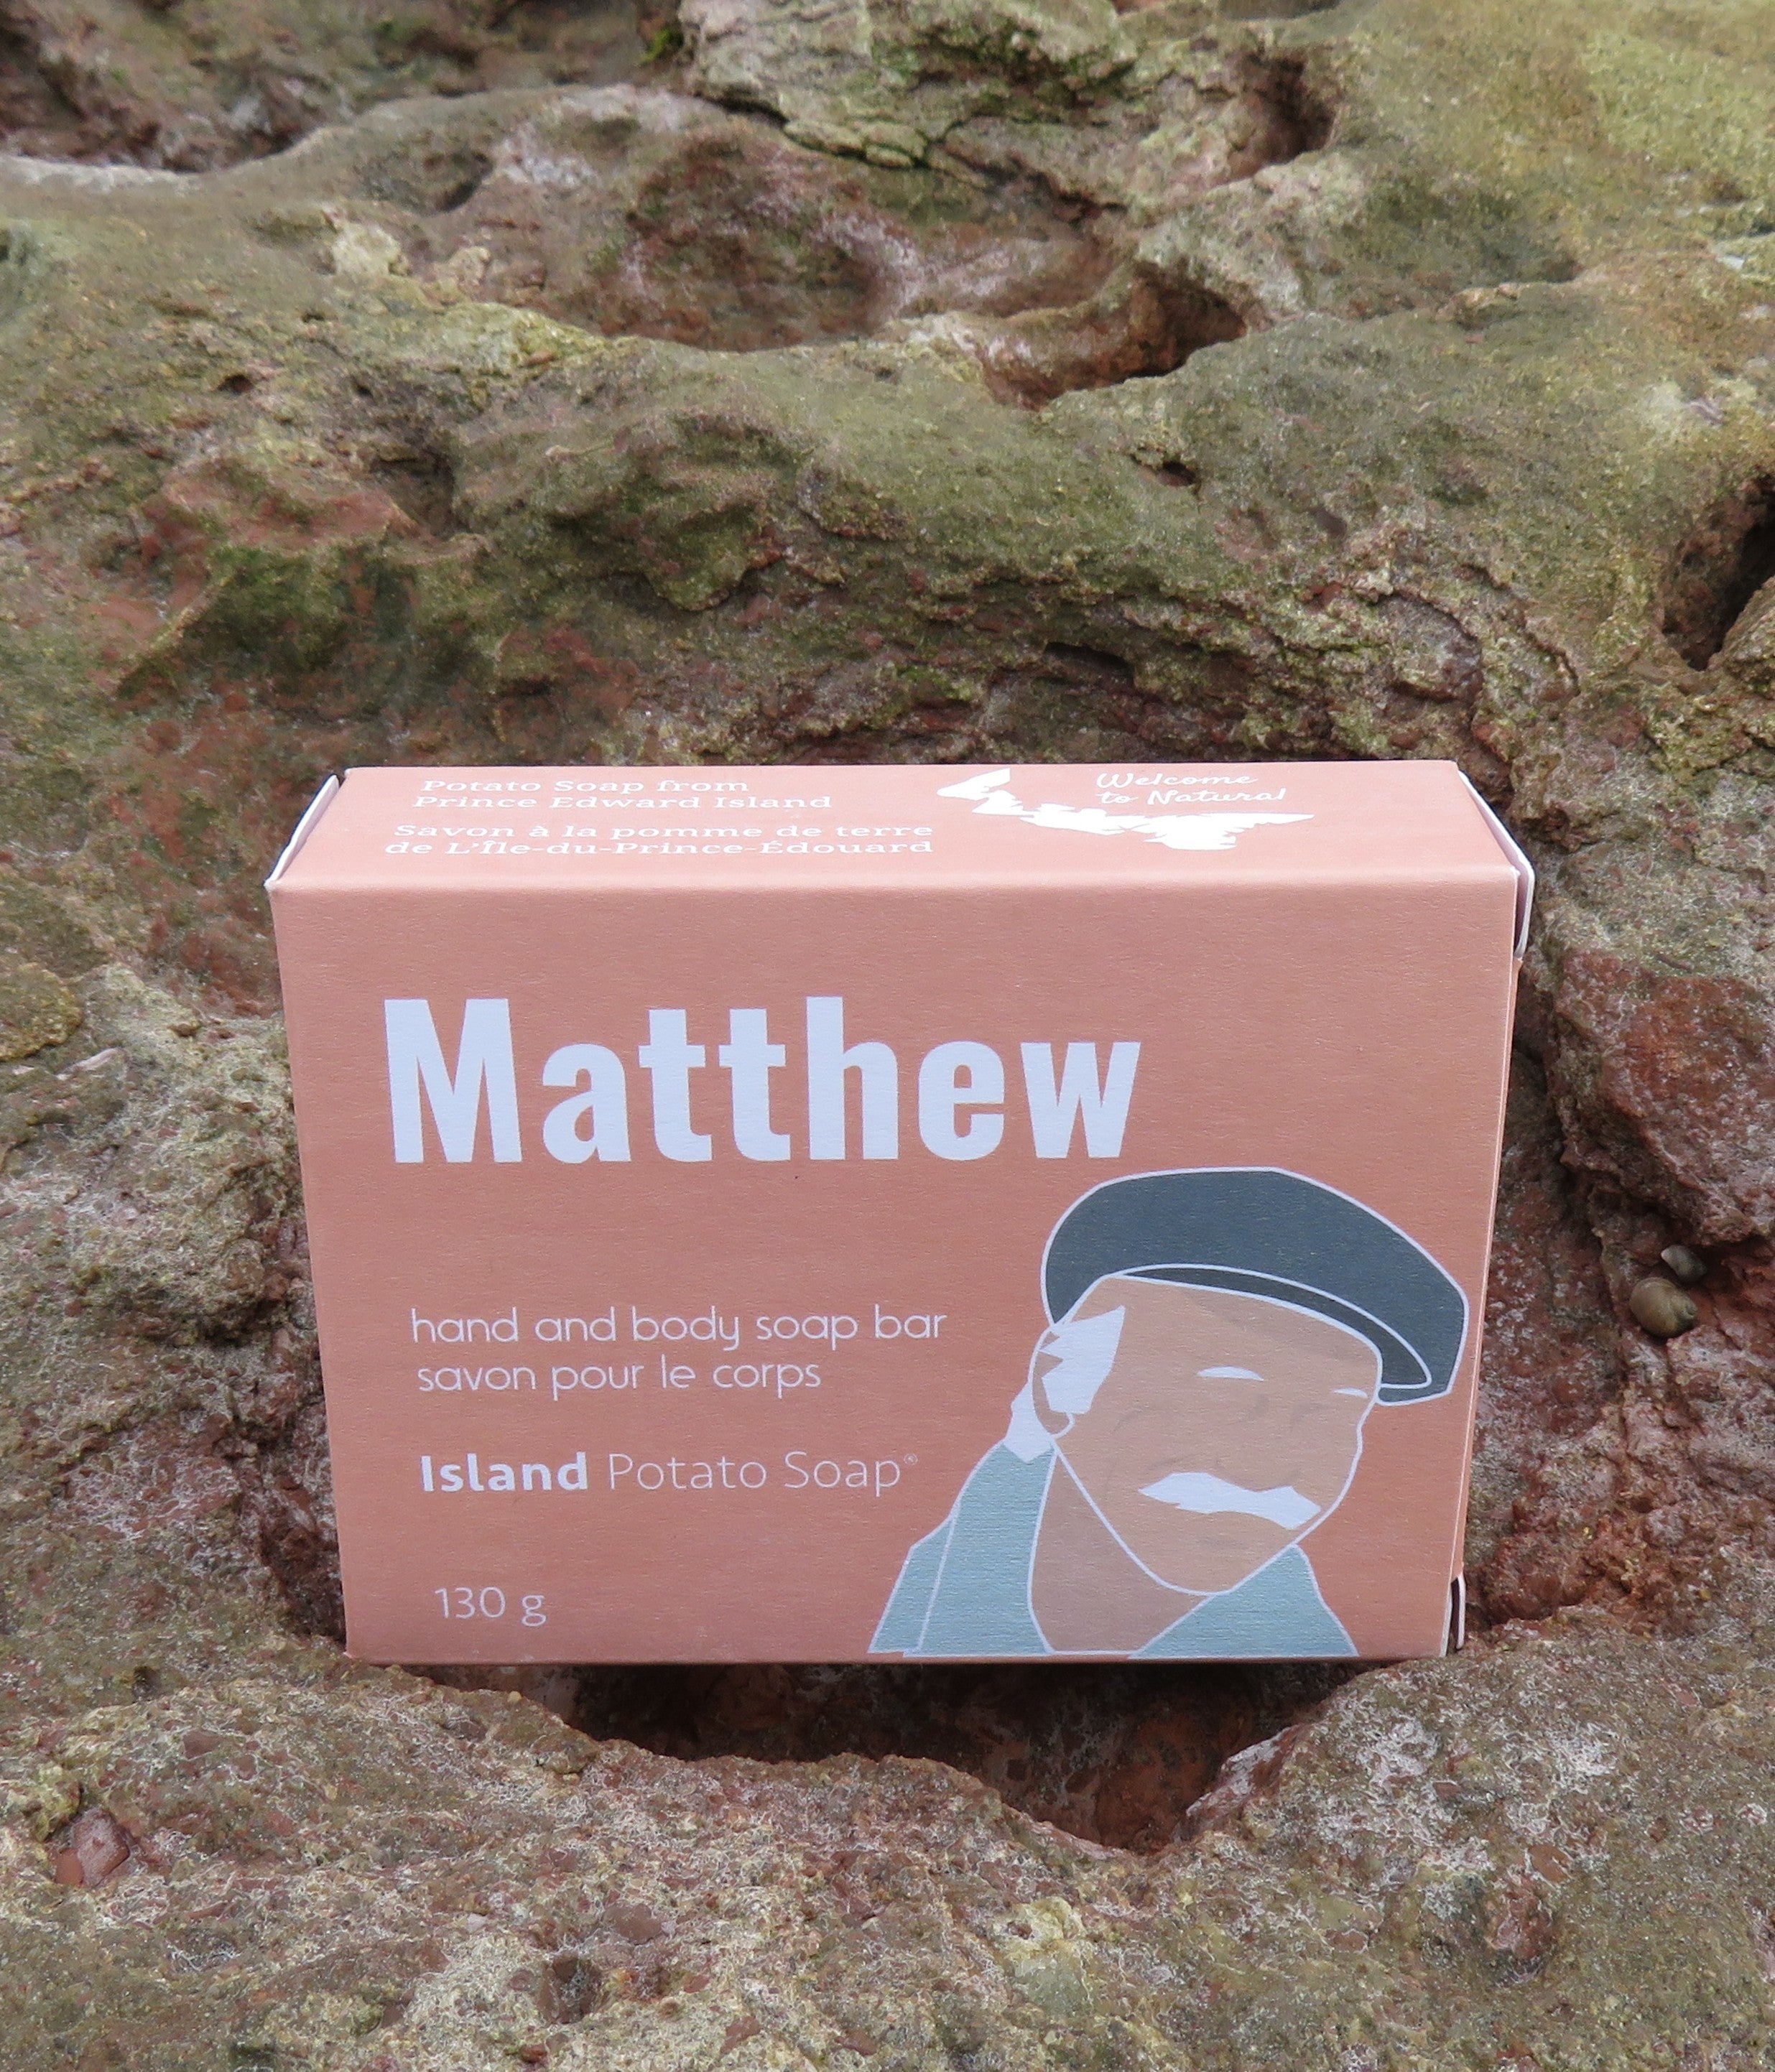 Potato Soap from
Prince Edward Island
Savon à la pomme de terre
de L'Île-du-Prince-Édouard
Welcome
to Natural
Matthew
hand and body soap bar
savon pour le corps
Island Potato Soap®
130 g